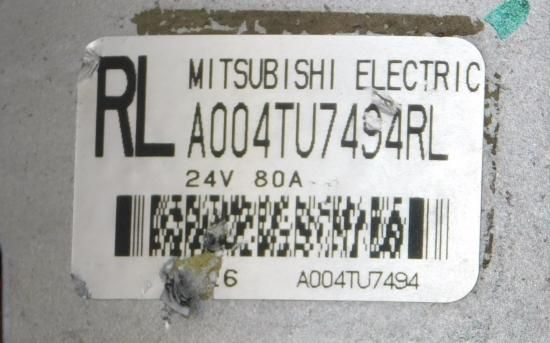 RL MITSUBISHI ELECTRIC
A004TU7494RL
24V 80A
A004TU7494